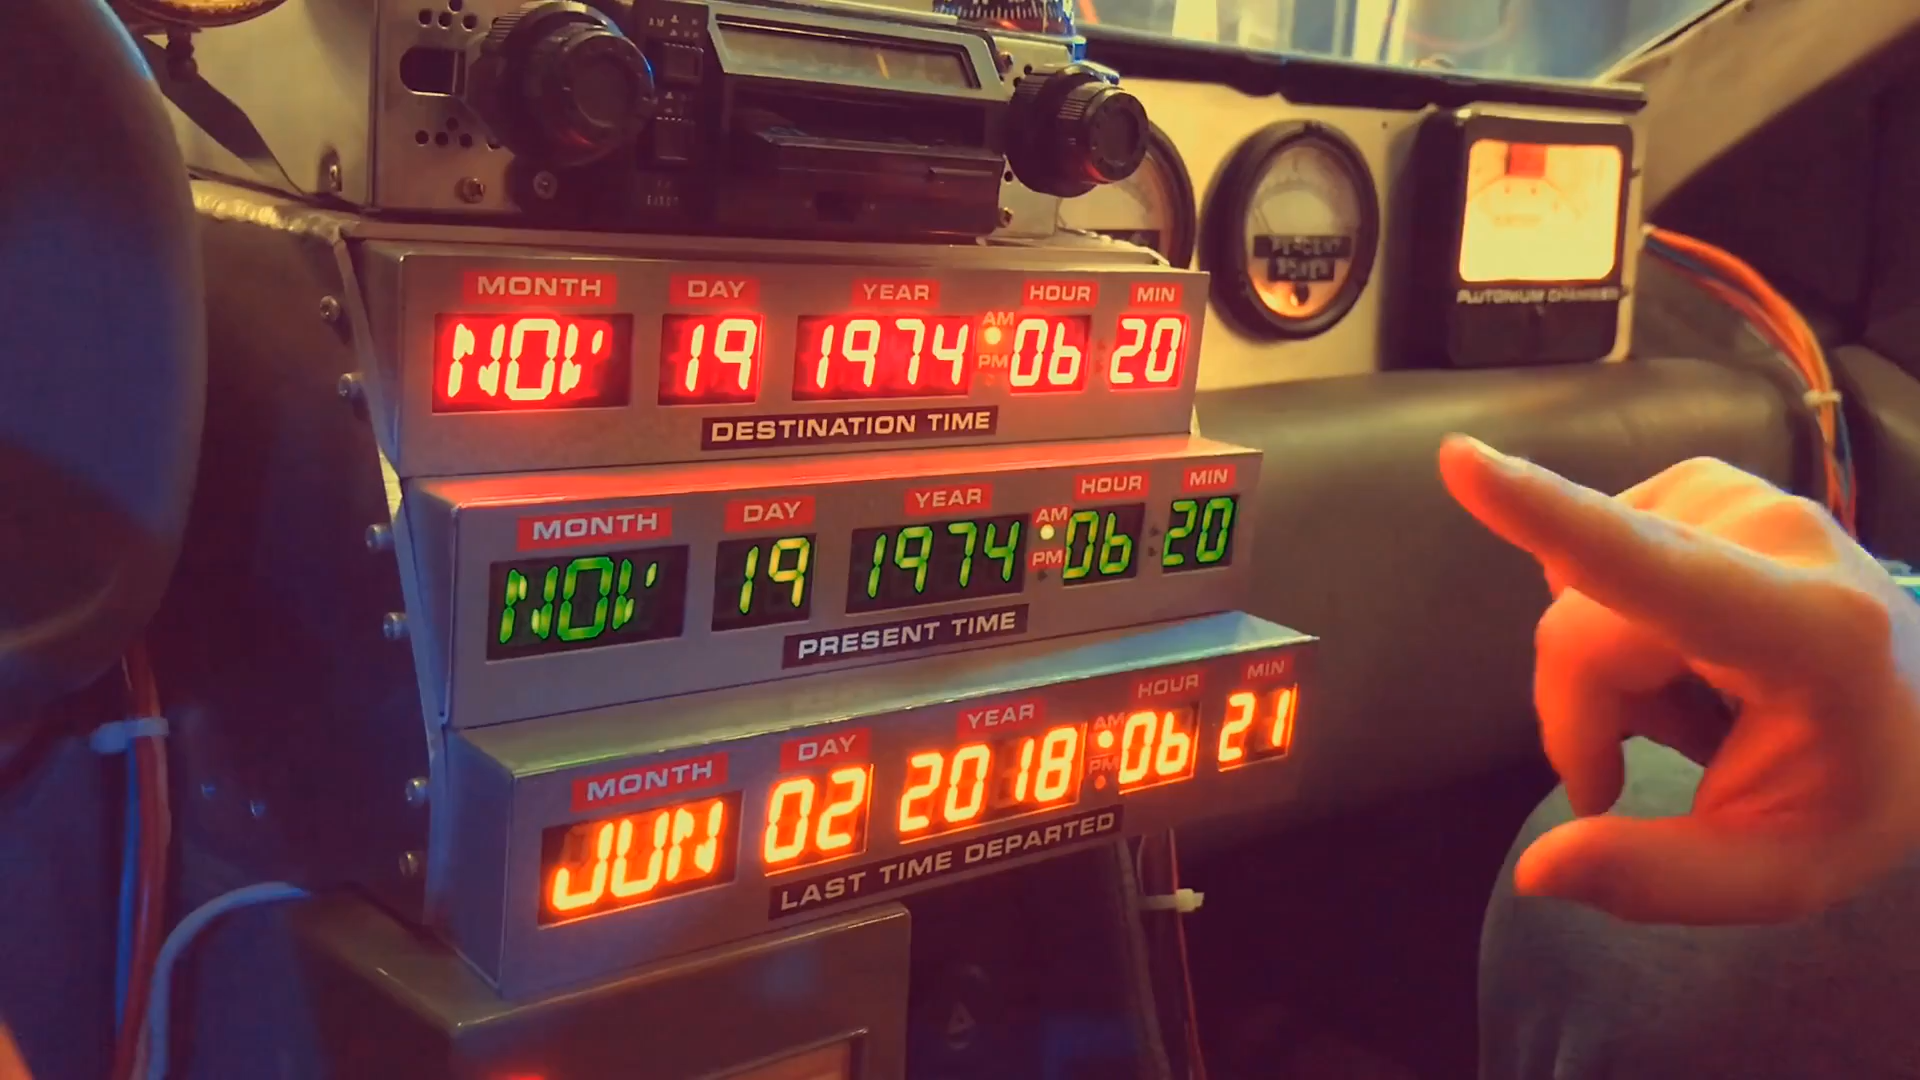 MONTH DAY YEAR HOUR MIN
NOV 19 1974 AM PM 06 20
DESTINATION TIME
MONTH DAY YEAR HOUR MIN
NOV 19 1974 AM PM 06 20
PRESENT TIME
MONTH DAY YEAR HOUR MIN
JUN 02 2018 AM PM 06 21
LAST TIME DEPARTED
PERCENT
POWER
PLUTONIUM CHAMBER